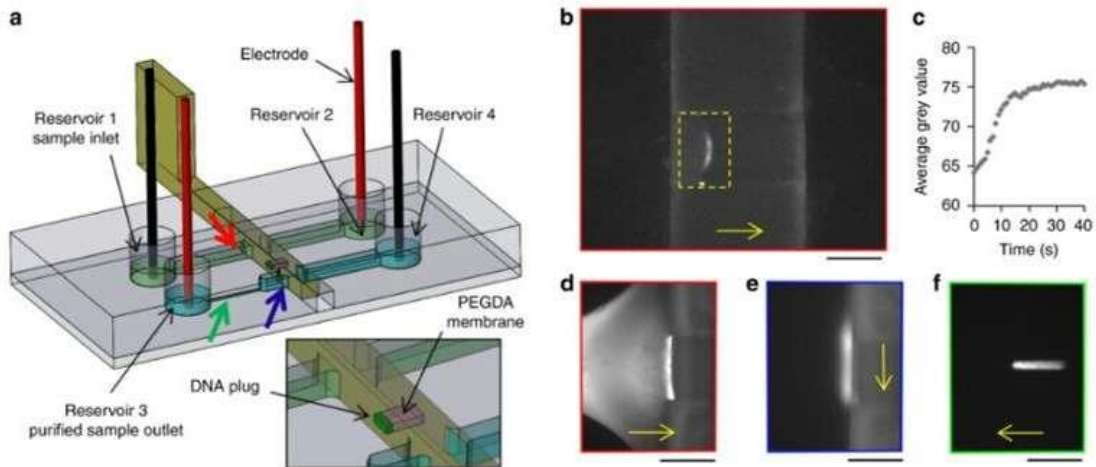 a
Electrode
Reservoir 1
sample inlet
Reservoir 2
Reservoir 4
PEGDA
membrane
DNA plug
Reservoir 3
purified sample outlet
b
c
80
75
70
65
60
Average grey value
0 10 20 30 40
Time (s)
d
e
f